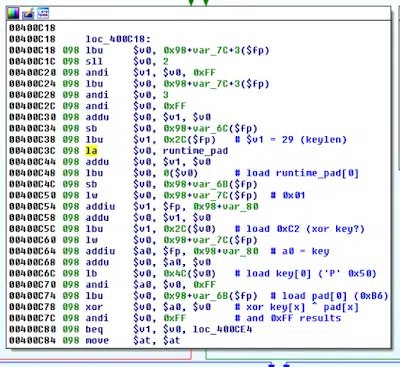 00400C18
00400C18 loc_400C18:
00400C18 098 lbu $v0, 0x98+var_7C+3($fp)
00400C1C 098 sll $v0, 2
00400C20 098 andi $v1, $v0, 0xFF
00400C24 098 lbu $v0, 0x98+var_7C+3($fp)
00400C28 098 andi $v0, 3
00400C2C 098 andi $v0, 0xFF
00400C30 098 addu $v0, $v1, $v0
00400C34 098 sb $v0, 0x98+var_6C($fp)
00400C38 098 lbu $v1, 0x2C($fp) # $v1 = 29 (keylen)
00400C3C 098 la $v0, runtime_pad
00400C44 098 addu $v0, $v1, $v0
00400C48 098 lbu $v0, 0($v0) # load runtime_pad[0]
00400C4C 098 sb $v0, 0x98+var_6B($fp)
00400C50 098 lw $v0, 0x98+var_7C($fp) # 0x01
00400C54 098 addiu $v1, $fp, 0x98+var_80
00400C58 098 addu $v0, $v1, $v0
00400C5C 098 lbu $v1, 0x2C($v0) # load 0xC2 (xor key?)
00400C60 098 lw $v0, 0x98+var_7C($fp)
00400C64 098 addiu $a0, $fp, 0x98+var_80 # a0 = key
00400C68 098 addu $v0, $a0, $v0
00400C6C 098 lb $a0, 0x4C($v0) # load key[0] ('P' 0x50)
00400C70 098 andi $a0, 0xFF
00400C74 098 lbu $v0, 0x98+var_6B($fp) # load pad[0] (0xB6)
00400C78 098 xor $v0, $a0, $v0 # xor key[x] ^ pad[x]
00400C7C 098 andi $v0, 0xFF # and 0xFF results
00400C80 098 beq $v1, $v0, loc_400CE4
00400C84 098 move $at, $at